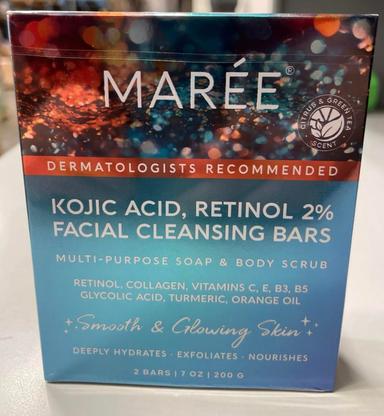 MARÉE®
CITRUS & GREEN TEA
SCENT
DERMATOLOGISTS RECOMMENDED
KOJIC ACID, RETINOL 2%
FACIAL CLEANSING BARS
MULTI-PURPOSE SOAP & BODY SCRUB
RETINOL, COLLAGEN, VITAMINS C, E, B3, B5
GLYCOLIC ACID, TURMERIC, ORANGE OIL
Smooth & Glowing Skin
DEEPLY HYDRATES · EXFOLIATES · NOURISHES
2 BARS | 7 OZ | 200 G